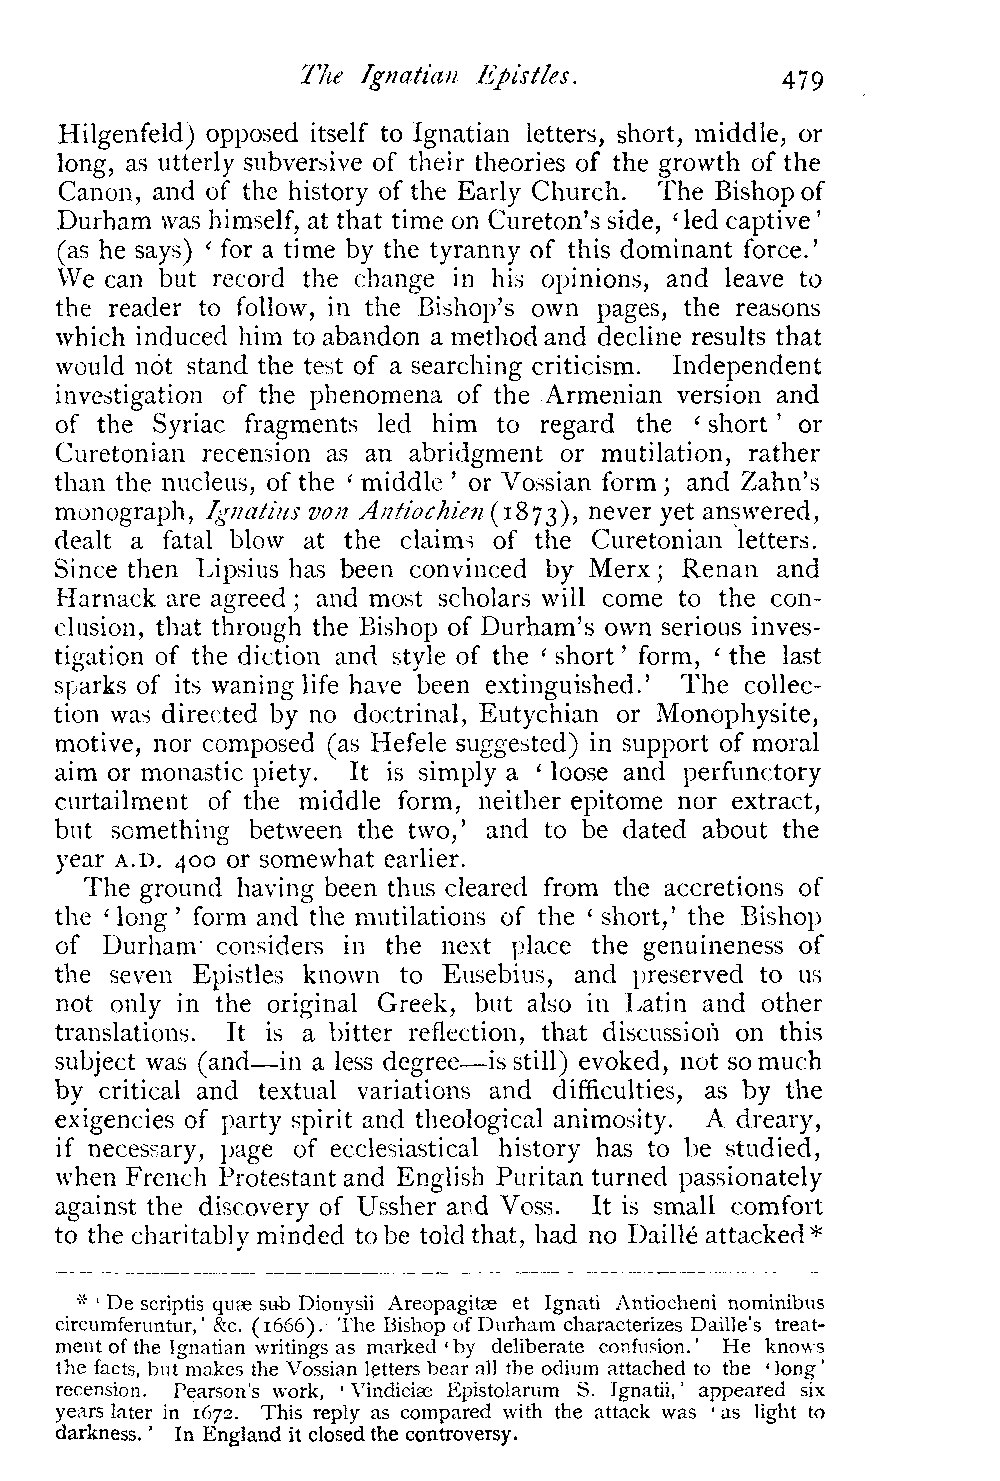 The Ignatian Epistles. 479
Hilgenfeld) opposed itself to Ignatian letters, short, middle, or
long, as utterly subversive of their theories of the growth of the
Canon, and of the history of the Early Church. The Bishop of
Durham was himself, at that time on Cureton's side, ‘led captive’
(as he says) ‘for a time by the tyranny of this dominant force.’
We can but record the change in his opinions, and leave to
the reader to follow, in the Bishop's own pages, the reasons
which induced him to abandon a method and decline results that
would not stand the test of a searching criticism. Independent
investigation of the phenomena of the Armenian version and
of the Syriac fragments led him to regard the ‘short’ or
Curetonian recension as an abridgment or mutilation, rather
than the nucleus, of the ‘middle’ or Vossian form; and Zahn's
monograph, Ignatius von Antiochien (1873), never yet answered,
dealt a fatal blow at the claims of the Curetonian letters.
Since then Lipsius has been convinced by Merx; Renan and
Harnack are agreed; and most scholars will come to the con-
clusion, that through the Bishop of Durham's own serious inves-
tigation of the diction and style of the ‘short’ form, ‘the last
sparks of its waning life have been extinguished.’ The collec-
tion was directed by no doctrinal, Eutychian or Monophysite,
motive, nor composed (as Hefele suggested) in support of moral
aim or monastic piety. It is simply a ‘loose and perfunctory
curtailment of the middle form, neither epitome nor extract,
but something between the two,’ and to be dated about the
year A.D. 400 or somewhat earlier.
The ground having been thus cleared from the accretions of
the ‘long’ form and the mutilations of the ‘short,’ the Bishop
of Durham considers in the next place the genuineness of
the seven Epistles known to Eusebius, and preserved to us
not only in the original Greek, but also in Latin and other
translations. It is a bitter reflection, that discussion on this
subject was (and—in a less degree—is still) evoked, not so much
by critical and textual variations and difficulties, as by the
exigencies of party spirit and theological animosity. A dreary,
if necessary, page of ecclesiastical history has to be studied,
when French Protestant and English Puritan turned passionately
against the discovery of Ussher and Voss. It is small comfort
to the charitably minded to be told that, had no Daillé attacked*
* ‘De scriptis quæ sub Dionysii Areopagitæ et Ignati Antiocheni nominibus
circumferuntur,’ &c. (1666). The Bishop of Durham characterizes Daille's treat-
ment of the Ignatian writings as marked ‘by deliberate confusion.’ He knows
the facts, but makes the Vossian letters bear all the odium attached to the ‘long’
recension. Pearson's work, ‘Vindiciæ Epistolarum S. Ignatii,’ appeared six
years later in 1672. This reply as compared with the attack was ‘as light to
darkness.’ In England it closed the controversy.